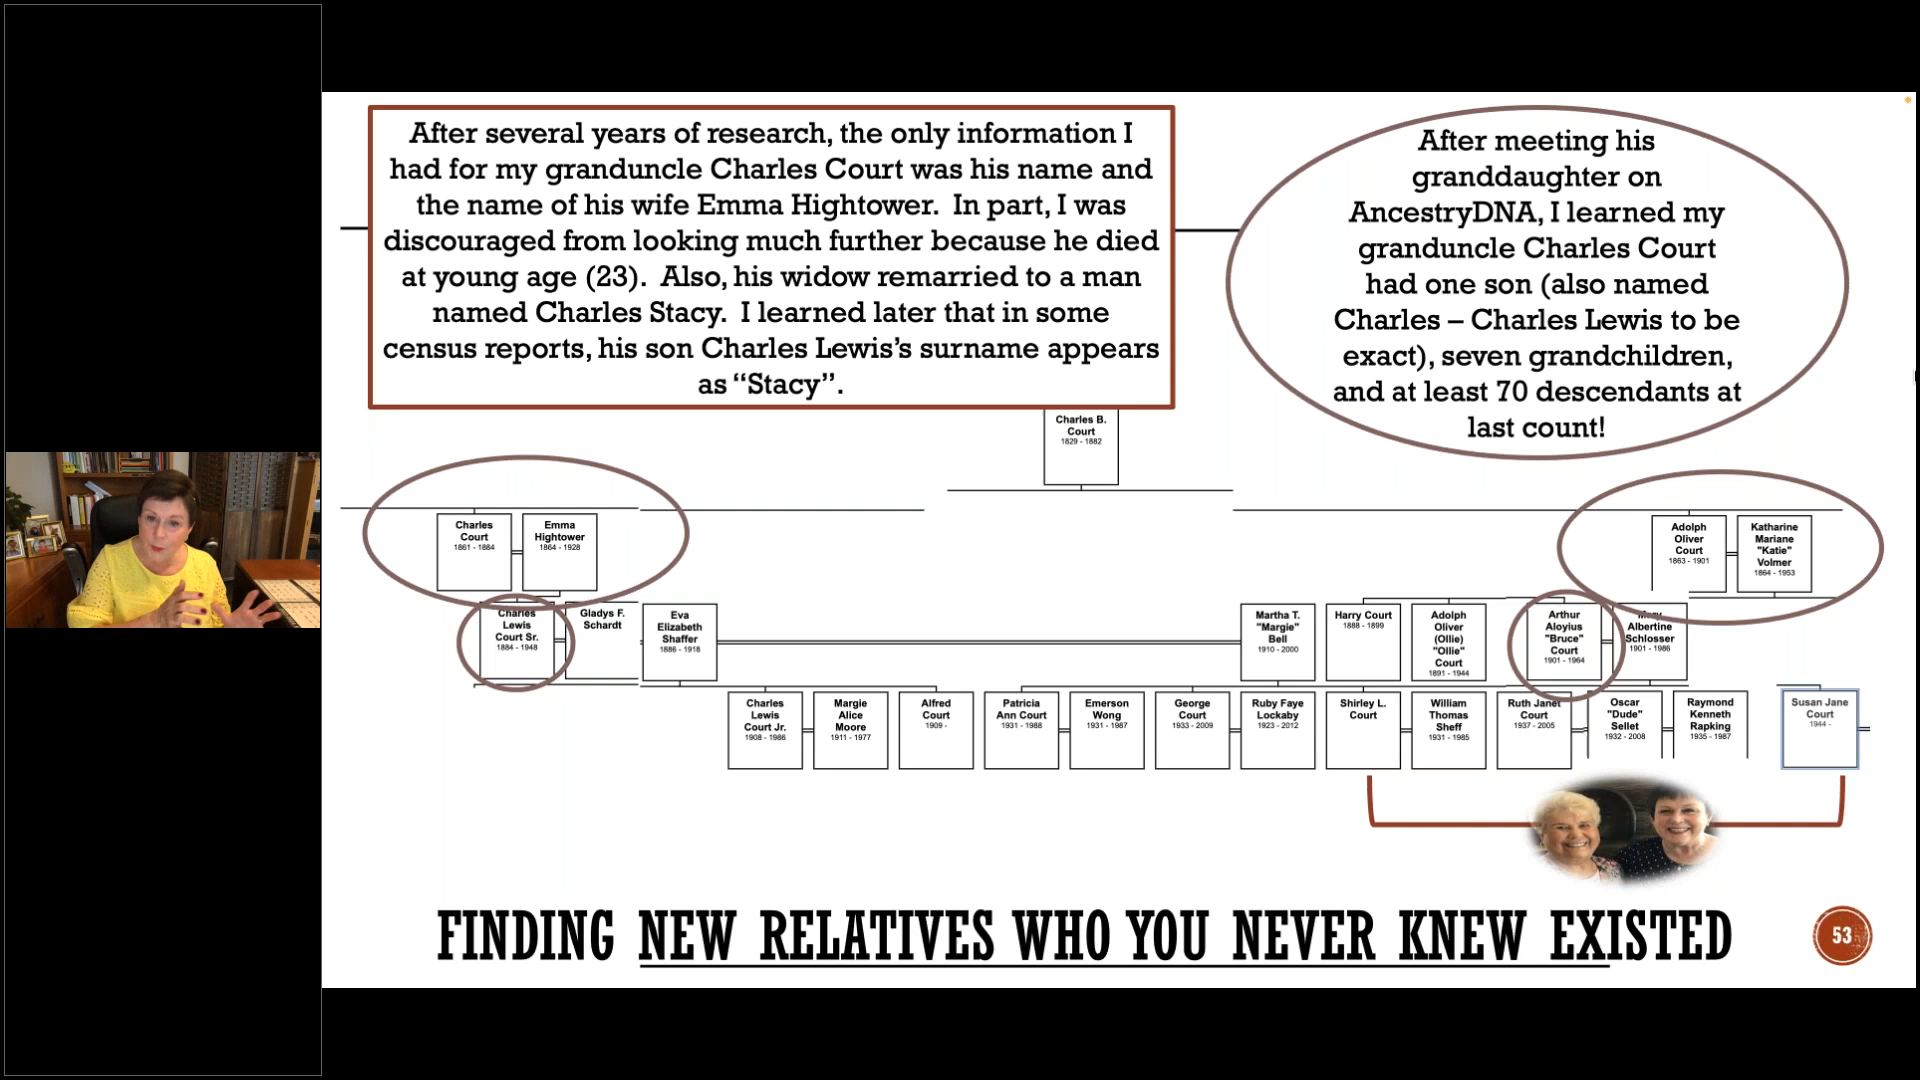 After several years of research, the only information I
had for my granduncle Charles Court was his name and
the name of his wife Emma Hightower.  In part, I was
discouraged from looking much further because he died
at young age (23).  Also, his widow remarried to a man
named Charles Stacy.  I learned later that in some
census reports, his son Charles Lewis’s surname appears
as “Stacy”.
After meeting his
granddaughter on
AncestryDNA, I learned my
granduncle Charles Court
had one son (also named
Charles – Charles Lewis to be
exact), seven grandchildren,
and at least 70 descendants at
last count!
Charles B.
Court
1829 - 1882
Charles
Court
1861 - 1884
Emma
Hightower
1864 - 1928
Adolph
Oliver
Court
1863 - 1901
Katharine
Mariane
"Katie"
Volmer
1864 - 1953
Charles
Lewis
Court Sr.
1884 - 1948
Gladys F.
Schardt
Eva
Elizabeth
Shaffer
1886 - 1918
Martha T.
"Margie"
Bell
1910 - 2000
Harry Court
1888 - 1899
Adolph
Oliver
(Ollie)
"Ollie"
Court
1891 - 1944
Arthur
Aloyius
"Bruce"
Court
1901 - 1964
Mary
Albertine
Schlosser
1901 - 1986
Charles
Lewis
Court Jr.
1908 - 1986
Margie
Alice
Moore
1911 - 1977
Alfred
Court
1909 -
Patricia
Ann Court
1931 - 1988
Emerson
Wong
1931 - 1987
George
Court
1933 - 2009
Ruby Faye
Lockaby
1923 - 2012
Shirley L.
Court
William
Thomas
Sheff
1931 - 1985
Ruth Janet
Court
1937 - 2005
Oscar
"Dude"
Sellet
1932 - 2008
Raymond
Kenneth
Rapking
1935 - 1987
Susan Jane
Court
1944 -
FINDING NEW RELATIVES WHO YOU NEVER KNEW EXISTED
53